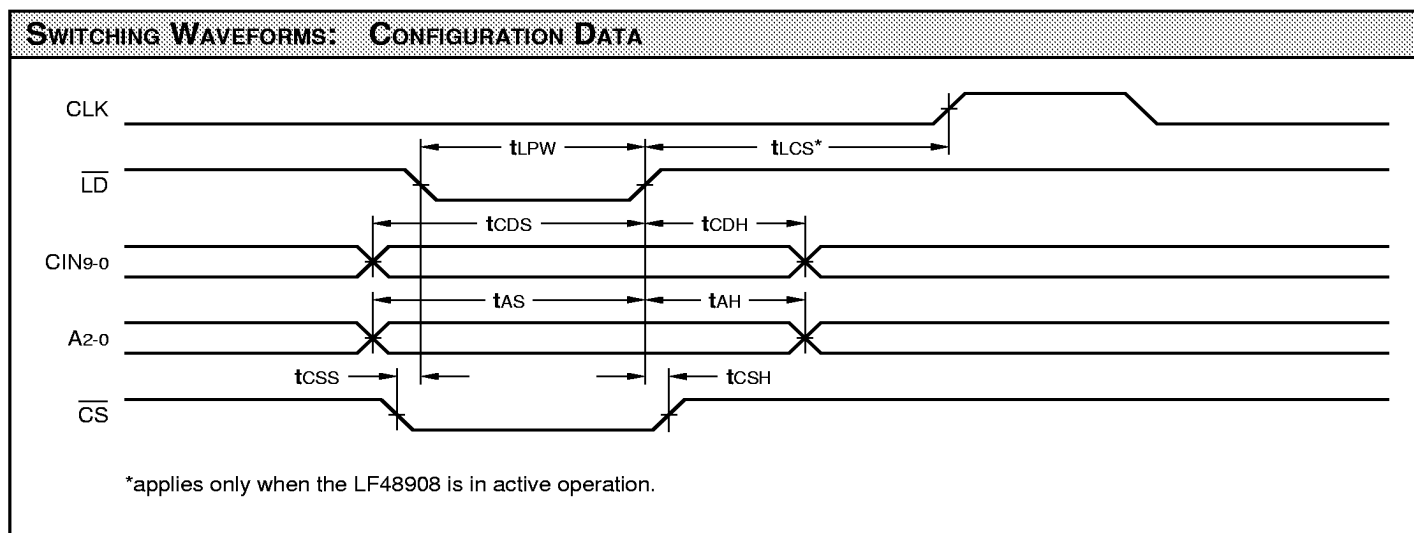 SWITCHING WAVEFORMS: CONFIGURATION DATA
CLK
tLPW tLCS*
LD
tCDS tCDH
CIN9-0
tAS tAH
A2-0
tCSS tCSH
CS
*applies only when the LF48908 is in active operation.